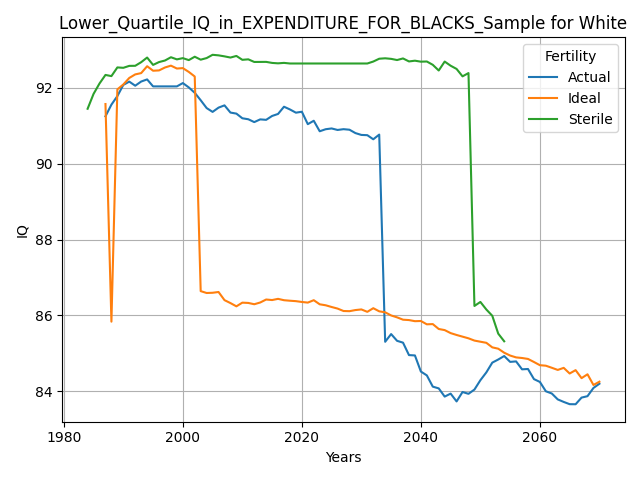 Lower_Quartile_IQ_in_EXPENDITURE_FOR_BLACKS_Sample for White
Fertility
Actual
Ideal
Sterile
IQ
92
90
88
86
84
1980
2000
2020
2040
2060
Years